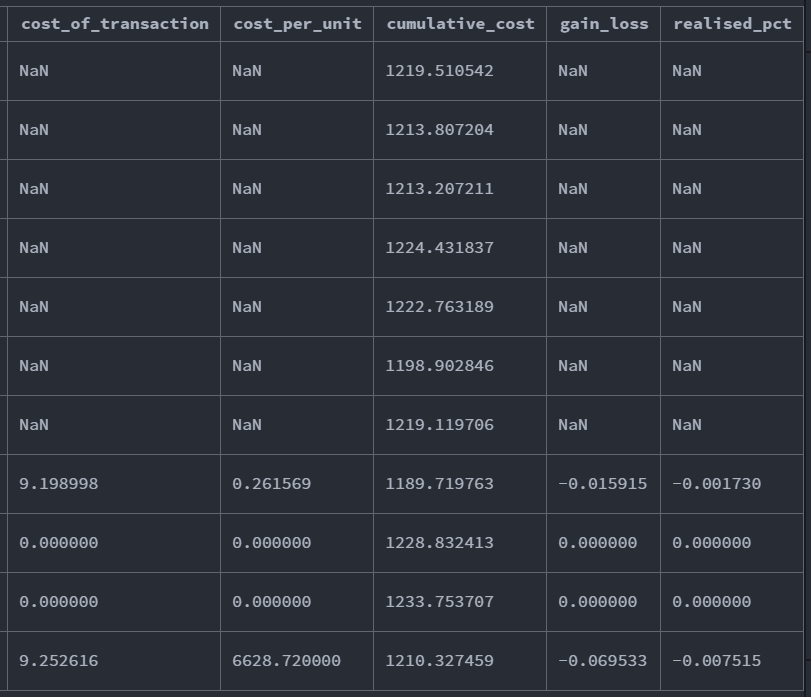 cost_of_transaction cost_per_unit cumulative_cost gain_loss realised_pct
NaN NaN 1219.510542 NaN NaN
NaN NaN 1213.807204 NaN NaN
NaN NaN 1213.207211 NaN NaN
NaN NaN 1224.431837 NaN NaN
NaN NaN 1222.763189 NaN NaN
NaN NaN 1198.902846 NaN NaN
NaN NaN 1219.119706 NaN NaN
9.198998 0.261569 1189.719763 −0.015915 −0.001730
0.000000 0.000000 1228.832413 0.000000 0.000000
0.000000 0.000000 1233.753707 0.000000 0.000000
9.252616 6628.720000 1210.327459 −0.069533 −0.007515